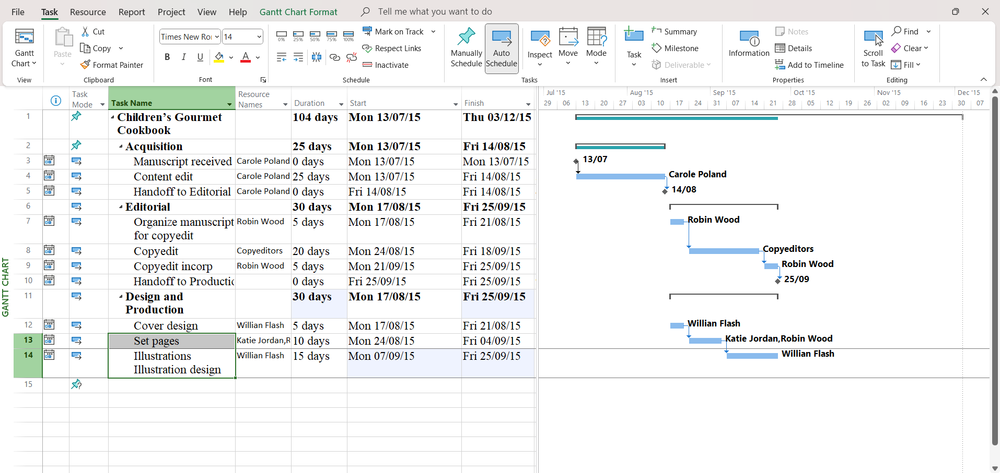 File Task Resource Report Project View Help Gantt Chart Format Tell me what you want to do
Gantt
Chart
View
Paste
Cut
Copy
Format Painter
Clipboard
Times New Ro 14
B I U A
Font
0% 25% 50% 75% 100%
Mark on Track
Respect Links
Inactivate
Schedule
Manually
Schedule
Auto
Schedule
Inspect
Move
Mode
Tasks
Task
Summary
Milestone
Deliverable
Insert
Information
Notes
Details
Add to Timeline
Properties
Scroll
to Task
Find
Clear
Fill
Editing
GANTT CHART
Task
Mode
Task Name
Resource
Names
Duration
Start
Finish
Jul '15 Aug '15 Sep '15 Oct '15 Nov '15 Dec '15
29 06 13 20 27 03 10 17 24 31 07 14 21 28 05 12 19 26 02 09 16 23 30 07
1 Children’s Gourmet 104 days Mon 13/07/15 Thu 03/12/15
Cookbook
2 Acquisition 25 days Mon 13/07/15 Fri 14/08/15
3 Manuscript received Carole Poland 0 days Mon 13/07/15 Mon 13/07/15 13/07
4 Content edit Carole Poland 25 days Mon 13/07/15 Fri 14/08/15 Carole Poland
5 Handoff to Editorial Carole Poland 0 days Fri 14/08/15 Fri 14/08/15 14/08
6 Editorial 30 days Mon 17/08/15 Fri 25/09/15
7 Organize manuscript Robin Wood 5 days Mon 17/08/15 Fri 21/08/15 Robin Wood
for copyedit
8 Copyedit Copyeditors 20 days Mon 24/08/15 Fri 18/09/15 Copyeditors
9 Copyedit incorp Robin Wood 5 days Mon 21/09/15 Fri 25/09/15 Robin Wood
10 Handoff to Productio 0 days Fri 25/09/15 Fri 25/09/15 25/09
11 Design and 30 days Mon 17/08/15 Fri 25/09/15
Production
12 Cover design Willian Flash 5 days Mon 17/08/15 Fri 21/08/15 Willian Flash
13 Set pages Katie Jordan,R 10 days Mon 24/08/15 Fri 04/09/15 Katie Jordan,Robin Wood
14 Illustrations Willian Flash 15 days Mon 07/09/15 Fri 25/09/15 Willian Flash
Illustration design
15 ?